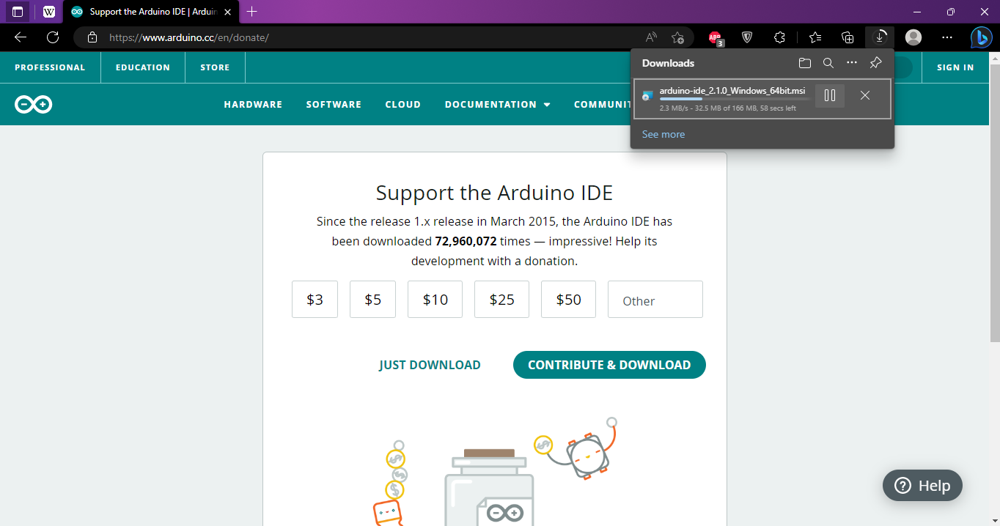 W
Support the Arduino IDE | Arduin
https://www.arduino.cc/en/donate/
ABP
3
PROFESSIONAL
EDUCATION
STORE
SIGN IN
HARDWARE
SOFTWARE
CLOUD
DOCUMENTATION
COMMUNIT
Downloads
arduino-ide_2.1.0_Windows_64bit.msi
2.3 MB/s - 32.5 MB of 166 MB, 58 secs left
See more
Support the Arduino IDE
Since the release 1.x release in March 2015, the Arduino IDE has
been downloaded 72,960,072 times — impressive! Help its
development with a donation.
$3
$5
$10
$25
$50
Other
JUST DOWNLOAD
CONTRIBUTE & DOWNLOAD
$
$
$
$
Help